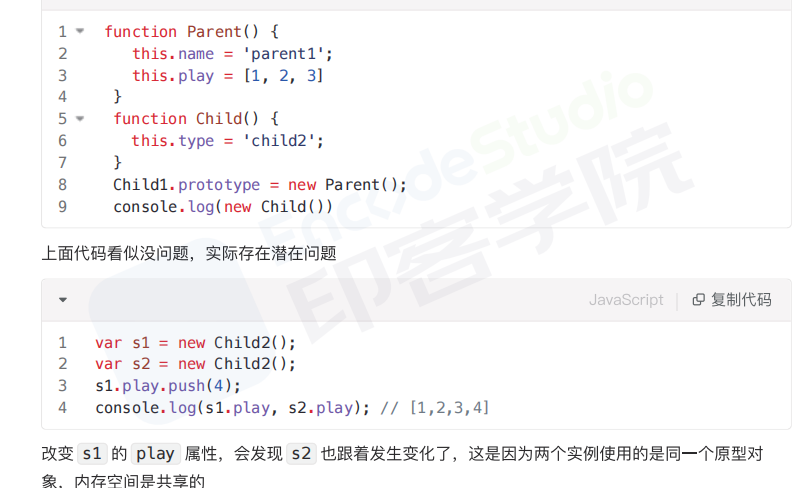 1 function Parent() {
2 this.name = 'parent1';
3 this.play = [1, 2, 3]
4 }
5 function Child() {
6 this.type = 'child2';
7 }
8 Child1.prototype = new Parent();
9 console.log(new Child())
EncodeStudio
印客学院
上面代码看似没问题，实际存在潜在问题
JavaScript 复制代码
1 var s1 = new Child2();
2 var s2 = new Child2();
3 s1.play.push(4);
4 console.log(s1.play, s2.play); // [1,2,3,4]
改变 s1 的 play 属性，会发现 s2 也跟着发生变化了，这是因为两个实例使用的是同一个原型对
象，内存空间是共享的